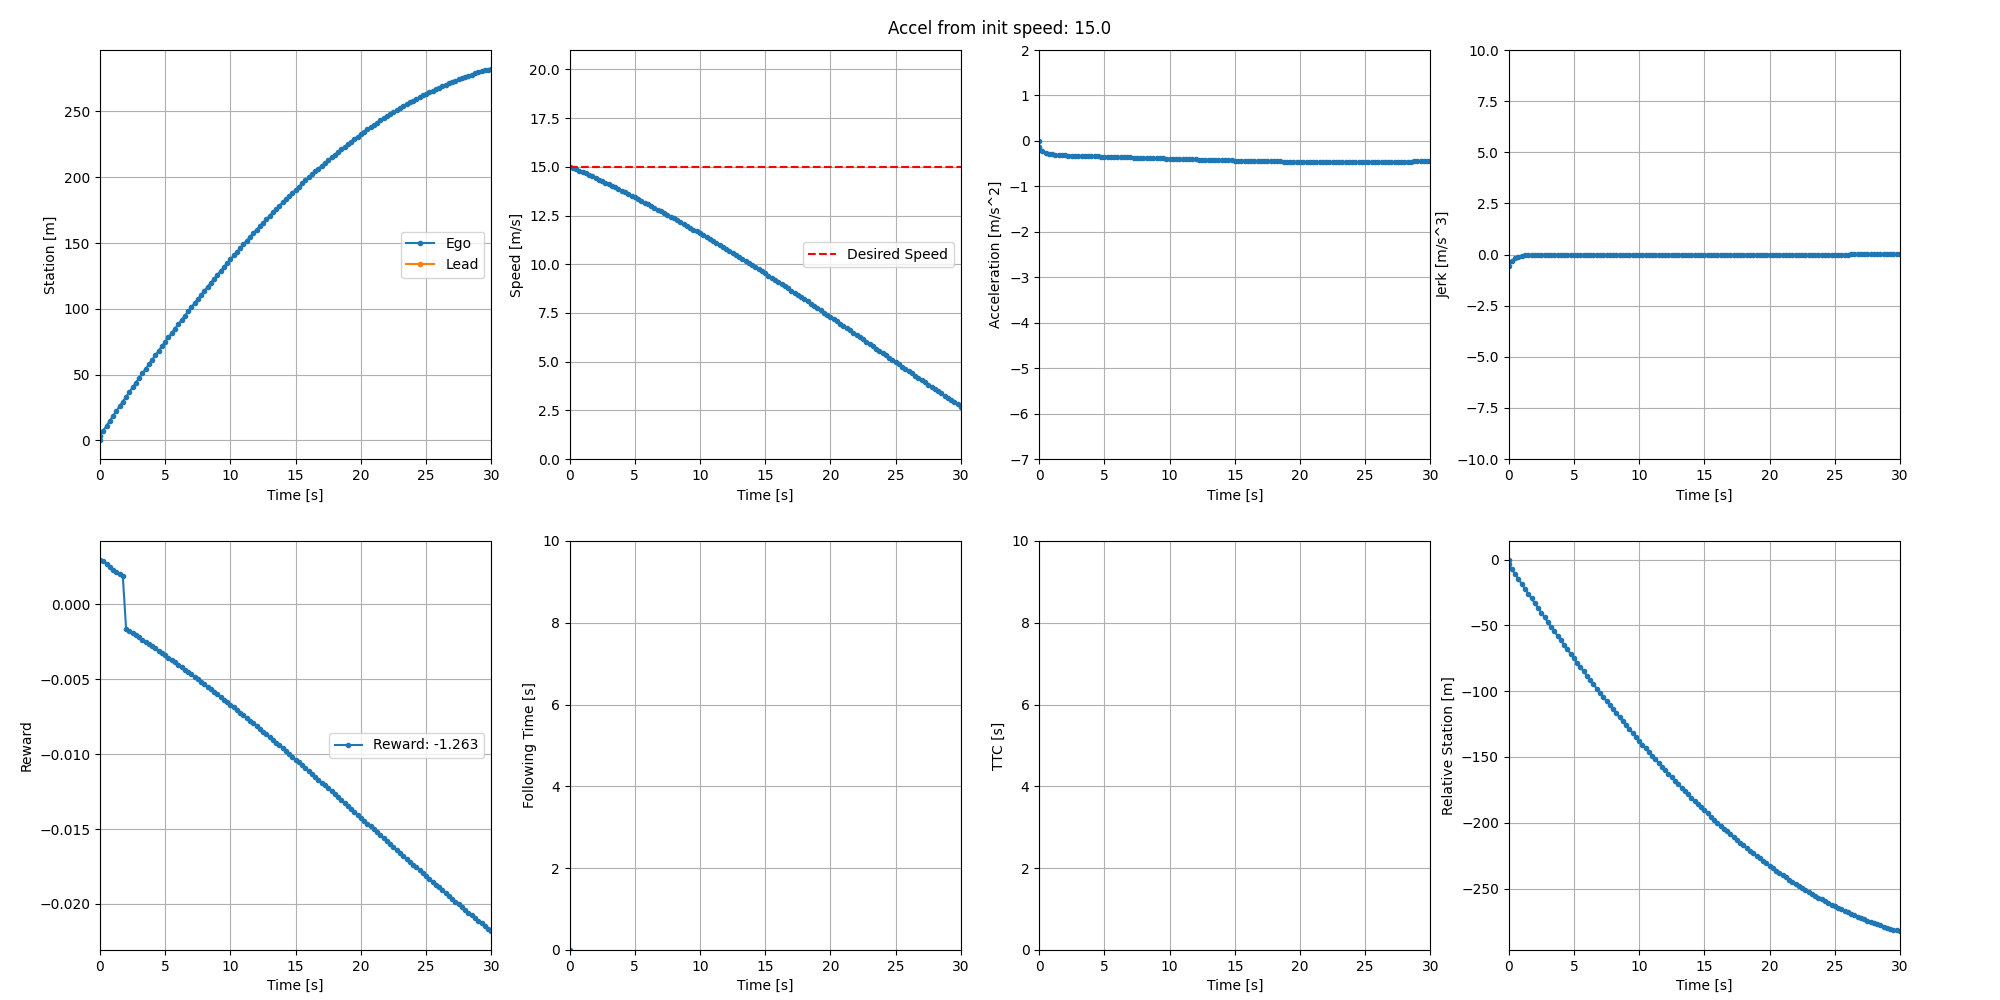 Accel from init speed: 15.0
Station [m]
250
200
150
100
50
0
Ego
Lead
0 5 10 15 20 25 30
Time [s]
Speed [m/s]
20.0
17.5
15.0
12.5
10.0
7.5
5.0
2.5
0.0
Desired Speed
0 5 10 15 20 25 30
Time [s]
Acceleration [m/s^2]
2
1
0
−1
−2
−3
−4
−5
−6
−7
0 5 10 15 20 25 30
Time [s]
Jerk [m/s^3]
10.0
7.5
5.0
2.5
0.0
−2.5
−5.0
−7.5
−10.0
0 5 10 15 20 25 30
Time [s]
Reward
0.000
−0.005
−0.010
−0.015
−0.020
Reward: -1.263
0 5 10 15 20 25 30
Time [s]
Following Time [s]
10
8
6
4
2
0
0 5 10 15 20 25 30
Time [s]
TTC [s]
10
8
6
4
2
0
0 5 10 15 20 25 30
Time [s]
Relative Station [m]
0
−50
−100
−150
−200
−250
0 5 10 15 20 25 30
Time [s]